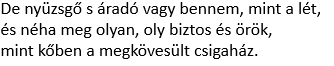 De nyüzsgő s áradó vagy bennem, mint a lét,
és néha meg olyan, oly biztos és örök,
mint kőben a megkövesült csigaház.